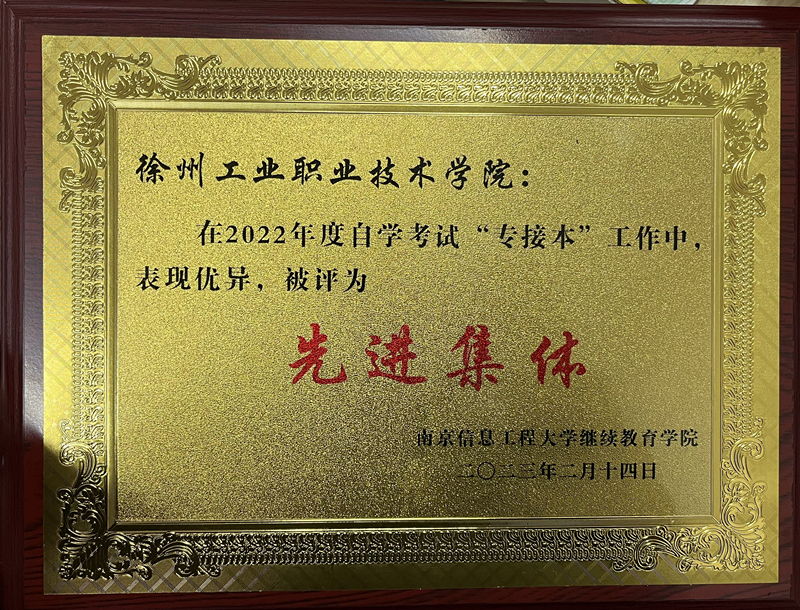 徐州工业职业技术学院：
在2022年度自学考试“专接本”工作中，
表现优异，被评为
先进集体
南京信息工程大学继续教育学院
二〇二三年二月十四日